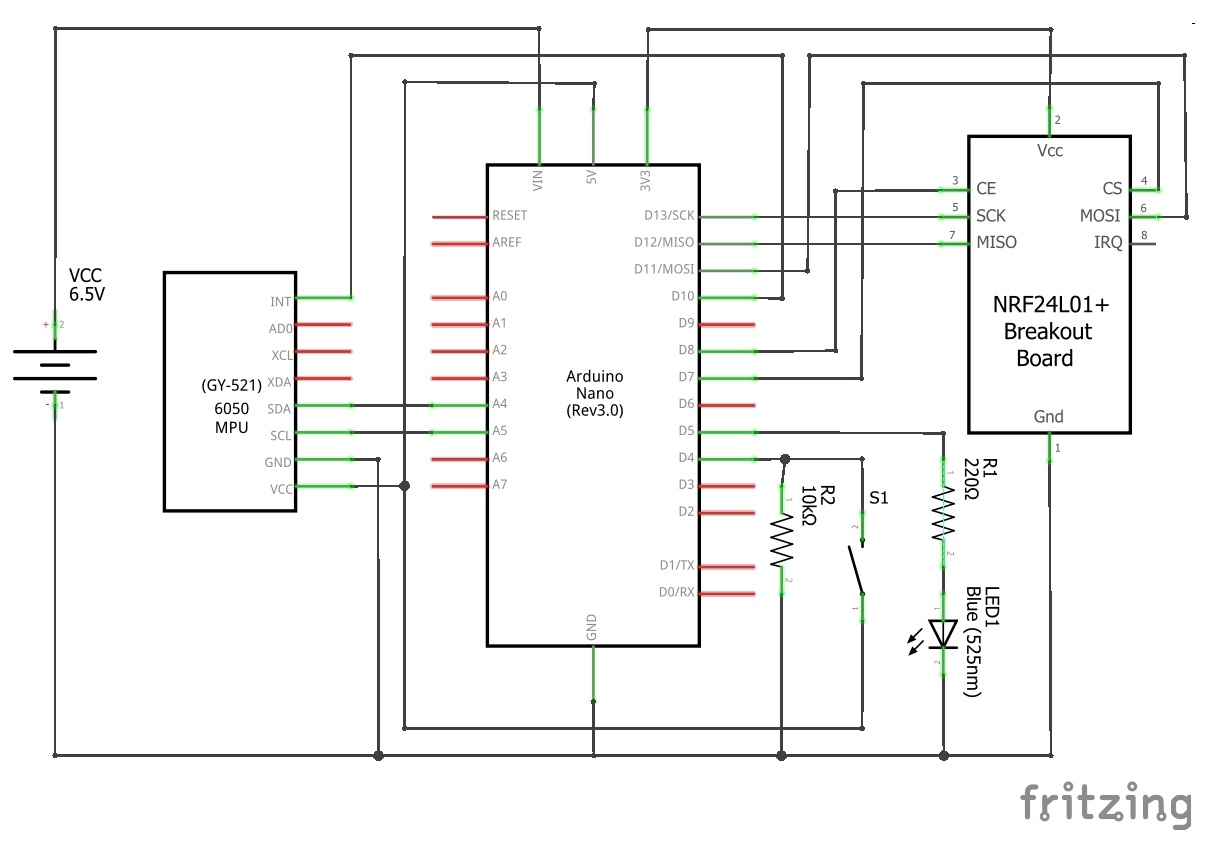 VCC
6.5V
+
2
-
1
INT
AD0
XCL
XDA
SDA
SCL
GND
VCC
(GY-521)
6050
MPU
VIN
5V
3V3
RESET
AREF
A0
A1
A2
A3
A4
A5
A6
A7
Arduino
Nano
(Rev3.0)
D13/SCK
D12/MISO
D11/MOSI
D10
D9
D8
D7
D6
D5
D4
D3
D2
D1/TX
D0/RX
GND
R2
10kΩ
1
2
S1
2
1
R1
220Ω
1
2
LED1
Blue (525nm)
1
2
2
Vcc
3
CE
5
SCK
7
MISO
4
CS
6
MOSI
8
IRQ
NRF24L01+
Breakout
Board
Gnd
1
fritzing